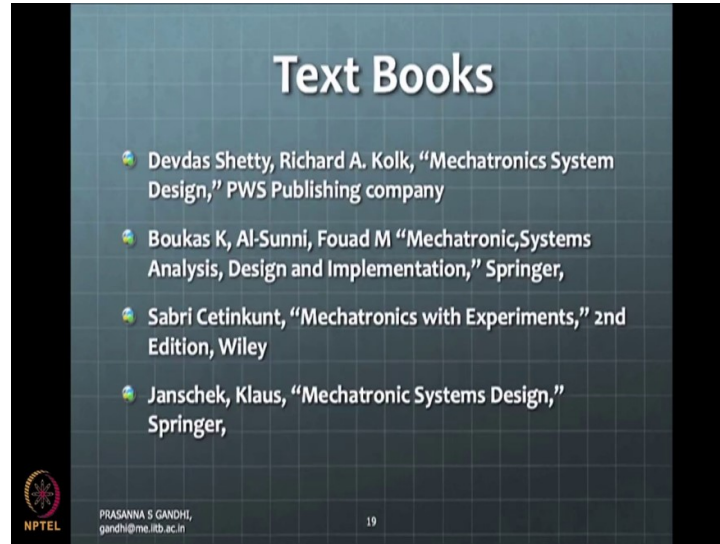 Text Books
Devdas Shetty, Richard A. Kolk, “Mechatronics System
Design,” PWS Publishing company
Boukas K, Al-Sunni, Fouad M “Mechatronic,Systems
Analysis, Design and Implementation,” Springer,
Sabri Cetinkunt, “Mechatronics with Experiments,” 2nd
Edition, Wiley
Janschek, Klaus, “Mechatronic Systems Design,”
Springer,
NPTEL
PRASANNA S GANDHI,
gandhi@me.iitb.ac.in
19